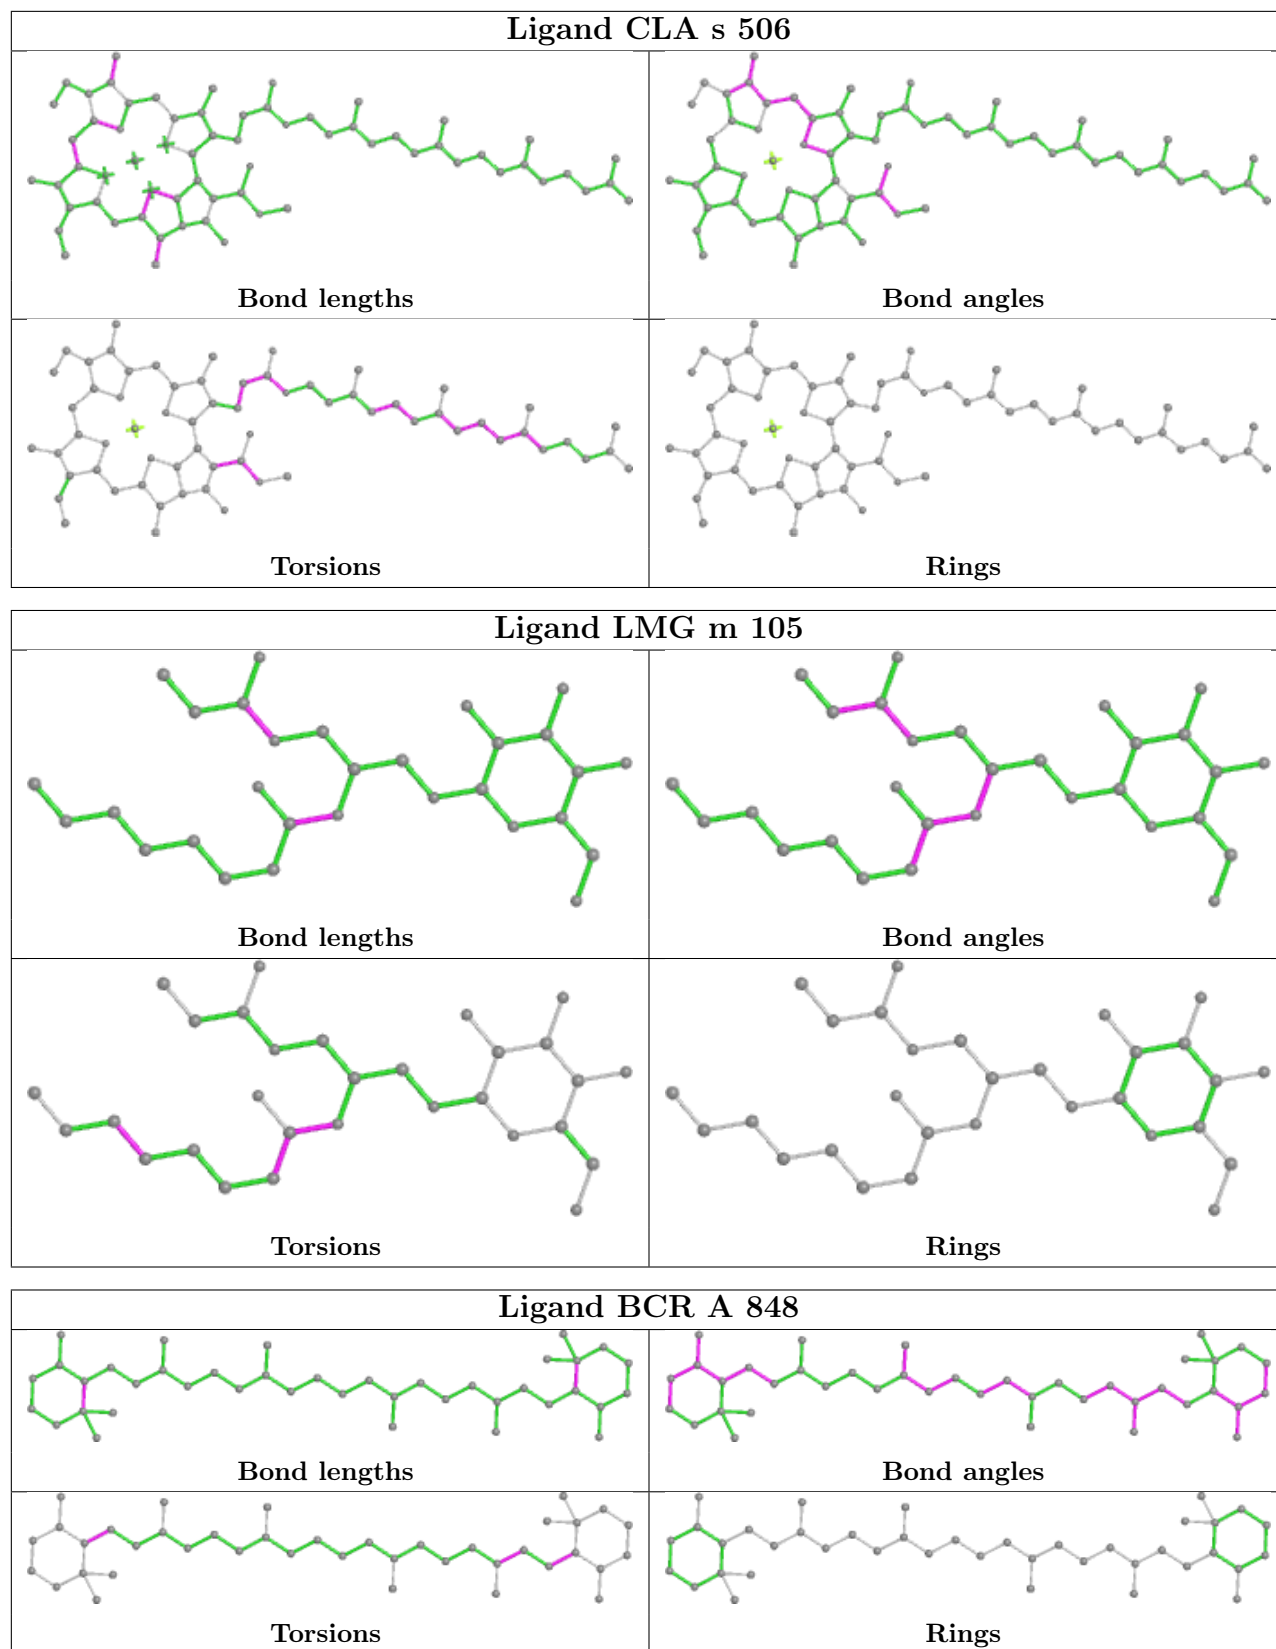 Ligand CLA s 506
Bond lengths
Bond angles
Torsions
Rings
Ligand LMG m 105
Bond lengths
Bond angles
Torsions
Rings
Ligand BCR A 848
Bond lengths
Bond angles
Torsions
Rings